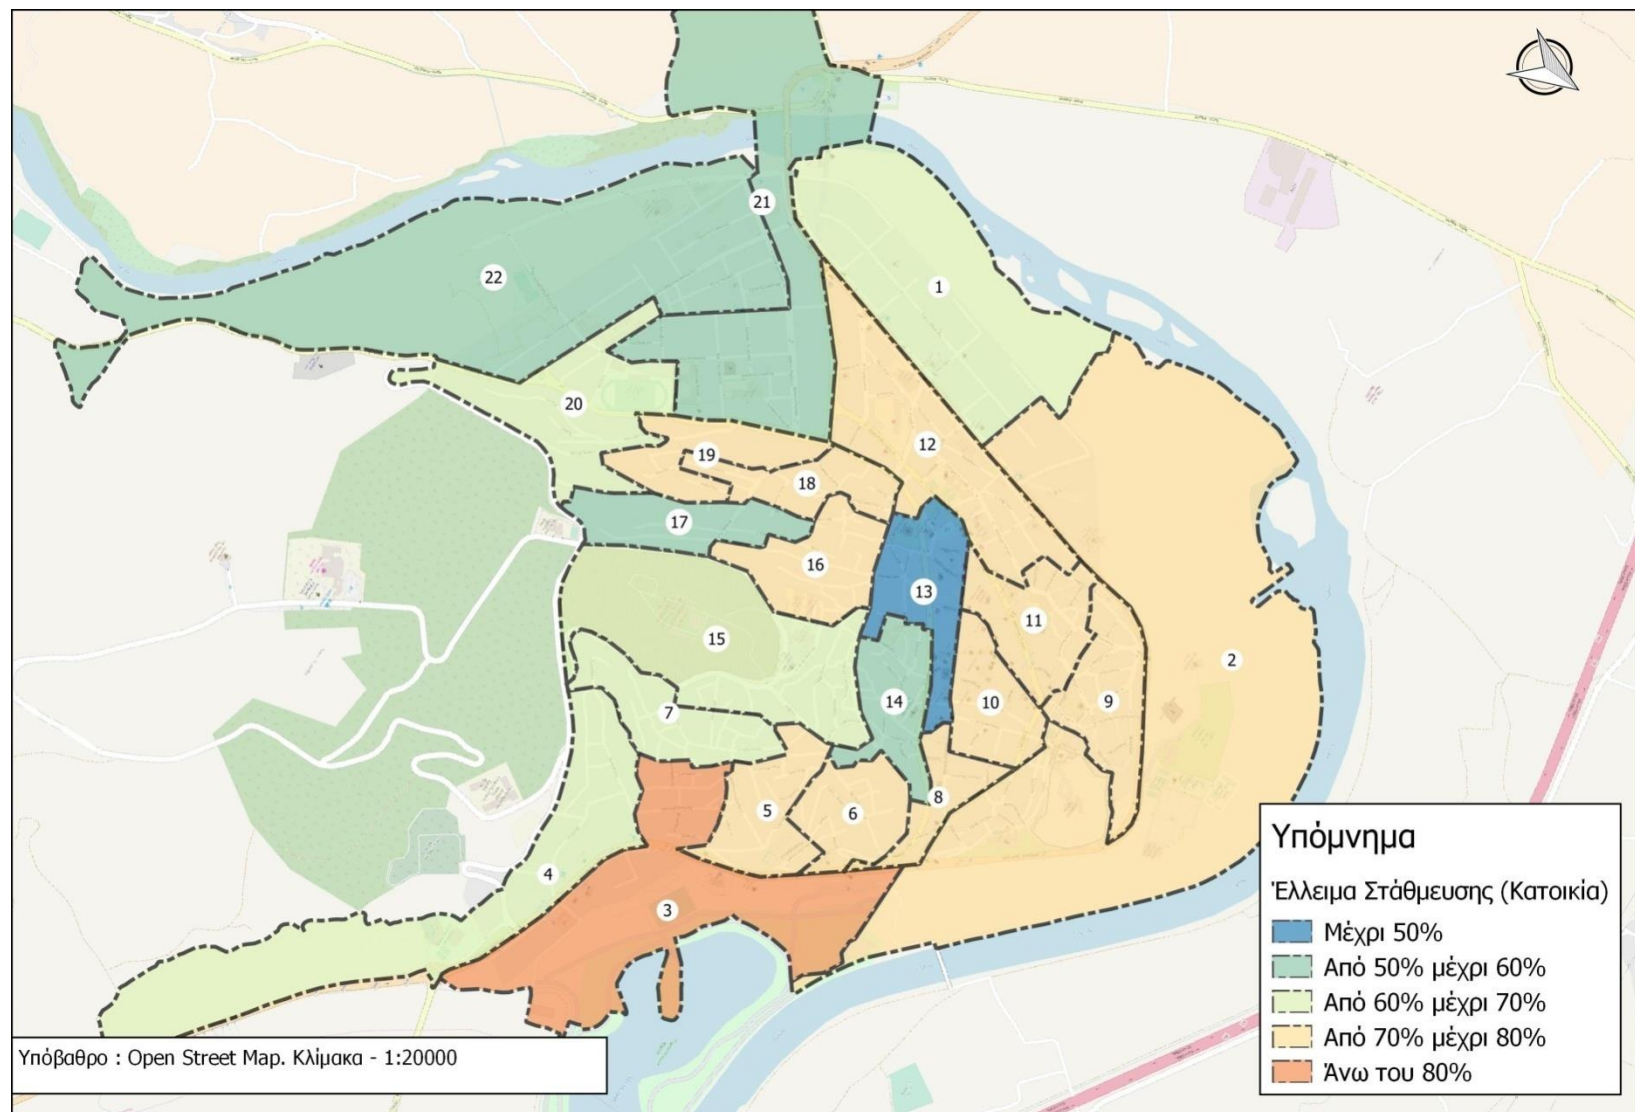 21
22
1
20
12
19
18
17
16
13
11
15
2
14
10
9
7
5
6
8
4
3
Υπόμνημα
Έλλειμα Στάθμευσης (Κατοικία)
Μέχρι 50%
Από 50% μέχρι 60%
Από 60% μέχρι 70%
Από 70% μέχρι 80%
Άνω του 80%
Υπόβαθρο : Open Street Map. Κλίμακα - 1:20000